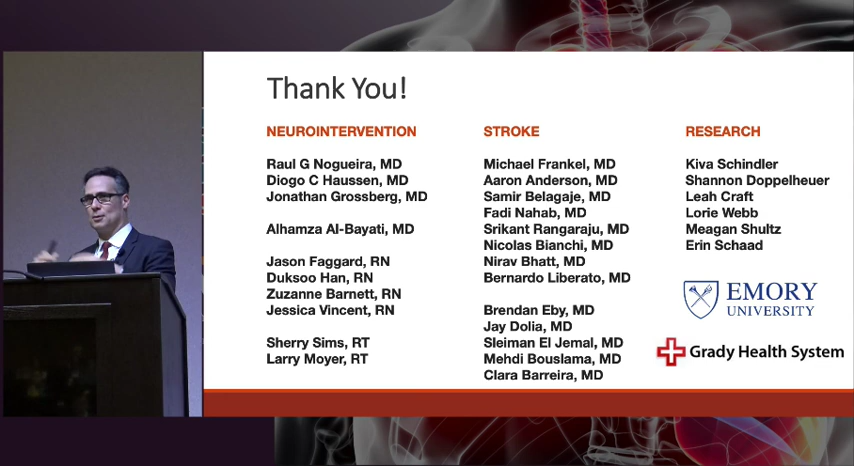 Thank You!
NEUROINTERVENTION
Raul G Nogueira, MD
Diogo C Haussen, MD
Jonathan Grossberg, MD
Alhamza Al-Bayati, MD
Jason Faggard, RN
Duksoo Han, RN
Zuzanne Barnett, RN
Jessica Vincent, RN
Sherry Sims, RT
Larry Moyer, RT
STROKE
Michael Frankel, MD
Aaron Anderson, MD
Samir Belagaje, MD
Fadi Nahab, MD
Srikant Rangaraju, MD
Nicolas Bianchi, MD
Nirav Bhatt, MD
Bernardo Liberato, MD
Brendan Eby, MD
Jay Dolia, MD
Sleiman El Jemal, MD
Mehdi Bouslama, MD
Clara Barreira, MD
RESEARCH
Kiva Schindler
Shannon Doppelheuer
Leah Craft
Lorie Webb
Meagan Shultz
Erin Schaad
EMORY
UNIVERSITY
Grady Health System